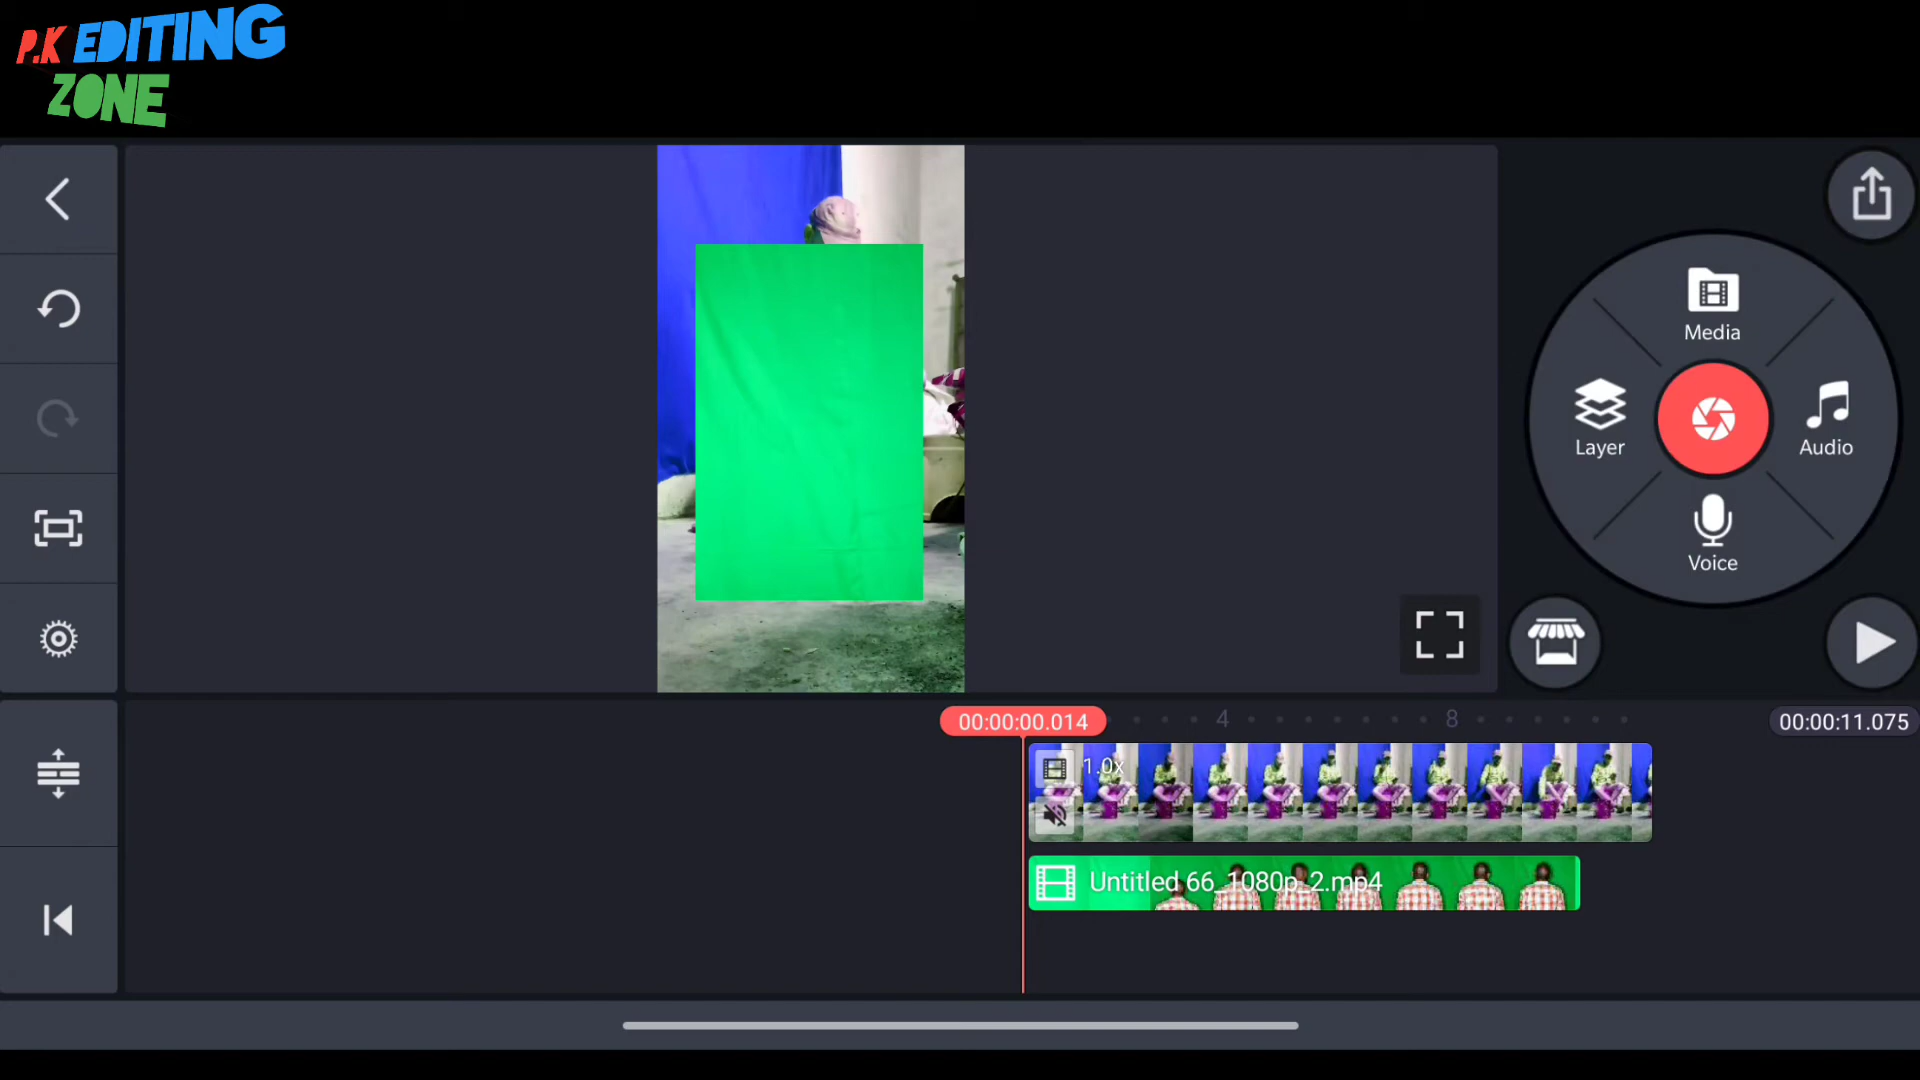 P.K EDITING
ZONE
Media
Layer
Audio
Voice
00:00:00.014
4
8
00:00:11.075
1.0x
Untitled 66_1080p_2.mp4